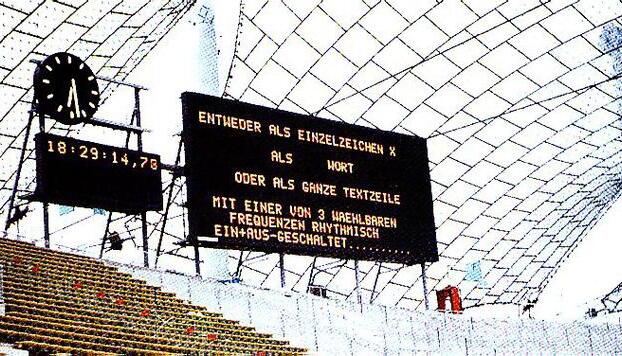 18:29:14,78
ENTWEDER ALS EINZELZEICHEN X
ALS WORT
ODER ALS GANZE TEXTZEILE
MIT EINER VON 3 WAEHLBAREN
FREQUENZEN RHYTHMISCH
EIN+AUS-GESCHALTET..........